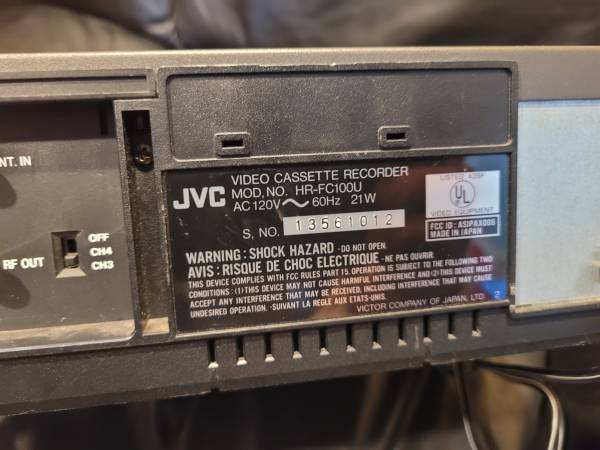 NT. IN
OFF
CH4
CH3
RF OUT
JVC
VIDEO CASSETTE RECORDER
MOD. NO. HR-FC100U
AC 120V～60Hz 21W
S. NO. 13561012
LISTED
UL
VIDEO EQUIPMENT
FCC ID: ASIPAX006
MADE IN JAPAN
WARNING: SHOCK HAZARD - DO NOT OPEN.
AVIS: RISQUE DE CHOC ELECTRIQUE - NE PAS OUVRIR.
THIS DEVICE COMPLIES WITH FCC RULES PART 15. OPERATION IS SUBJECT TO THE FOLLOWING TWO
CONDITIONS: (1) THIS DEVICE MAY NOT CAUSE HARMFUL INTERFERENCE AND (2) THIS DEVICE MUST
ACCEPT ANY INTERFERENCE THAT MAY BE RECEIVED, INCLUDING INTERFERENCE THAT MAY CAUSE
UNDESIRED OPERATION. - SUIVANT LA REGLE AUX ETATS-UNIS.
VICTOR COMPANY OF JAPAN, LTD. 2